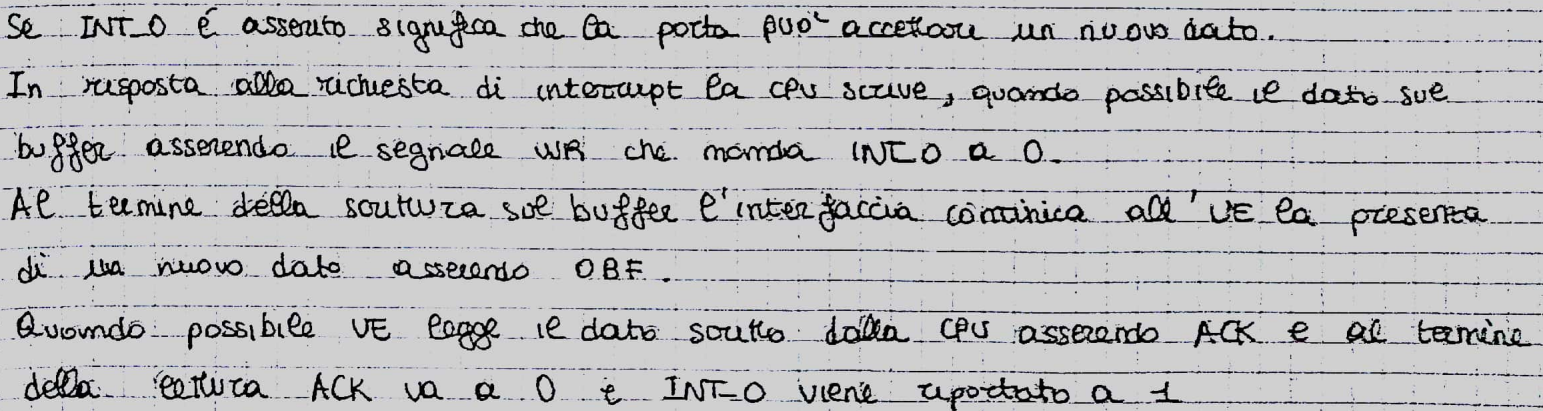 Se INT_O é asserito significa che la porta può accettare un nuovo dato.
In risposta alla richiesta di interrupt la CPU scrive, quando possibile il dato sul
buffer asserendo il segnale WR che manda INT_O a 0.
Al termine della scrittura sul buffer l'interfaccia comunica all'UE la presenza
di un nuovo dato asserendo OBF.
Quando possibile UE legge il dato scritto dalla CPU asserendo ACK e al termine
della lettura ACK va a 0 e INT_O viene riportato a 1